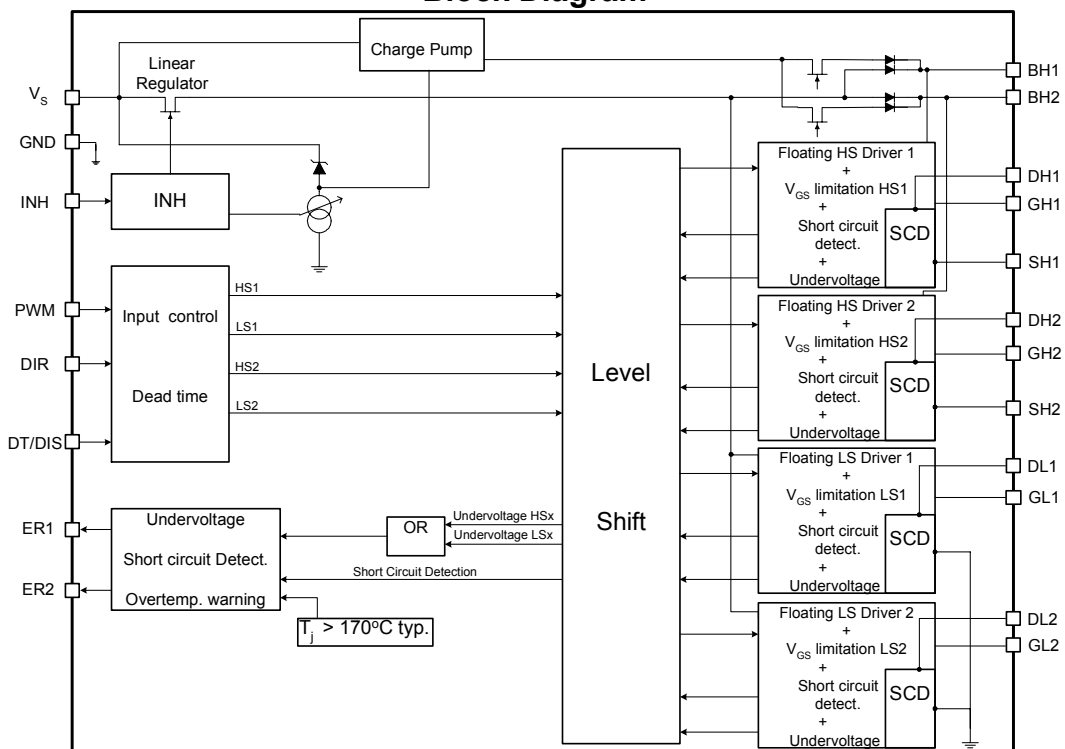 Block Diagram
Charge Pump
Linear
Regulator
V_S
GND
INH
INH
BH1
BH2
Floating HS Driver 1
+
V_GS limitation HS1
+
Short circuit
detect.
+
Undervoltage
SCD
DH1
GH1
SH1
PWM
DIR
DT/DIS
Input control
Dead time
HS1
LS1
HS2
LS2
Level
Shift
Floating HS Driver 2
+
V_GS limitation HS2
+
Short circuit
detect.
+
Undervoltage
SCD
DH2
GH2
SH2
Floating LS Driver 1
+
V_GS limitation LS1
+
Short circuit
detect.
+
Undervoltage
SCD
DL1
GL1
ER1
ER2
Undervoltage
Short circuit Detect.
Overtemp. warning
OR
Undervoltage HSx
Undervoltage LSx
Short Circuit Detection
T_j > 170°C typ.
Floating LS Driver 2
+
V_GS limitation LS2
+
Short circuit
detect.
+
Undervoltage
SCD
DL2
GL2